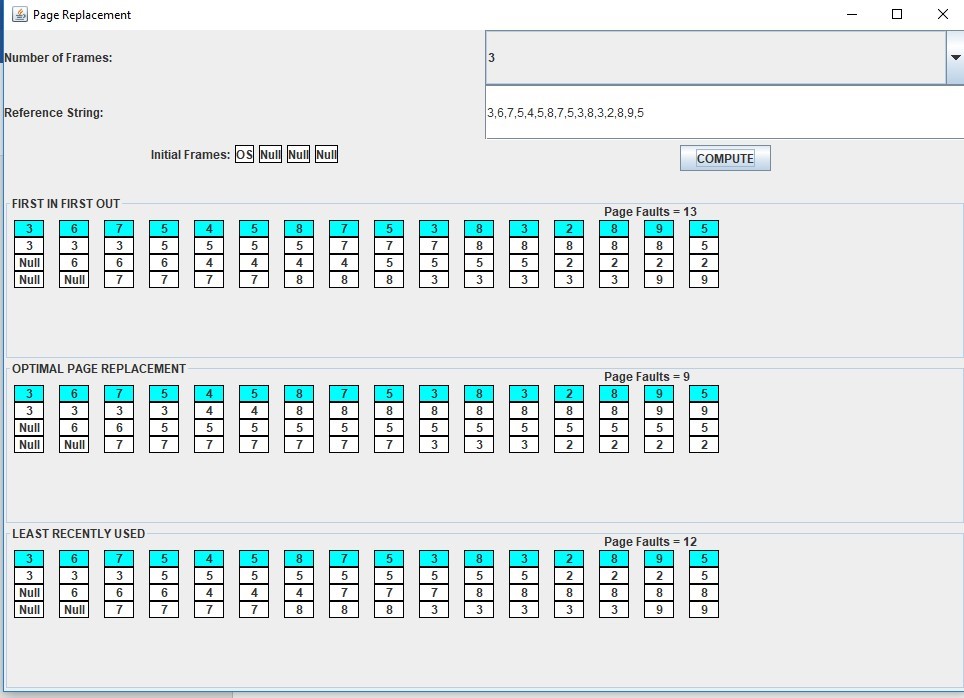 Page Replacement
Number of Frames: 3
Reference String: 3,6,7,5,4,5,8,7,5,3,8,3,2,8,9,5
Initial Frames: OS Null Null Null COMPUTE
FIRST IN FIRST OUT
Page Faults = 13
3 6 7 5 4 5 8 7 5 3 8 3 2 8 9 5
3 3 3 5 5 5 5 7 7 7 8 8 8 8 8 5
Null 6 6 6 4 4 4 4 5 5 5 5 2 2 2 2
Null Null 7 7 7 7 8 8 8 3 3 3 3 3 9 9
OPTIMAL PAGE REPLACEMENT
Page Faults = 9
3 6 7 5 4 5 8 7 5 3 8 3 2 8 9 5
3 3 3 3 4 4 8 8 8 8 8 8 8 8 9 9
Null 6 6 5 5 5 5 5 5 5 5 5 5 5 5 5
Null Null 7 7 7 7 7 7 7 3 3 3 2 2 2 2
LEAST RECENTLY USED
Page Faults = 12
3 6 7 5 4 5 8 7 5 3 8 3 2 8 9 5
3 3 3 5 5 5 5 5 5 5 5 5 2 2 2 5
Null 6 6 6 4 4 4 7 7 7 8 8 8 8 8 8
Null Null 7 7 7 7 8 8 8 3 3 3 3 3 9 9